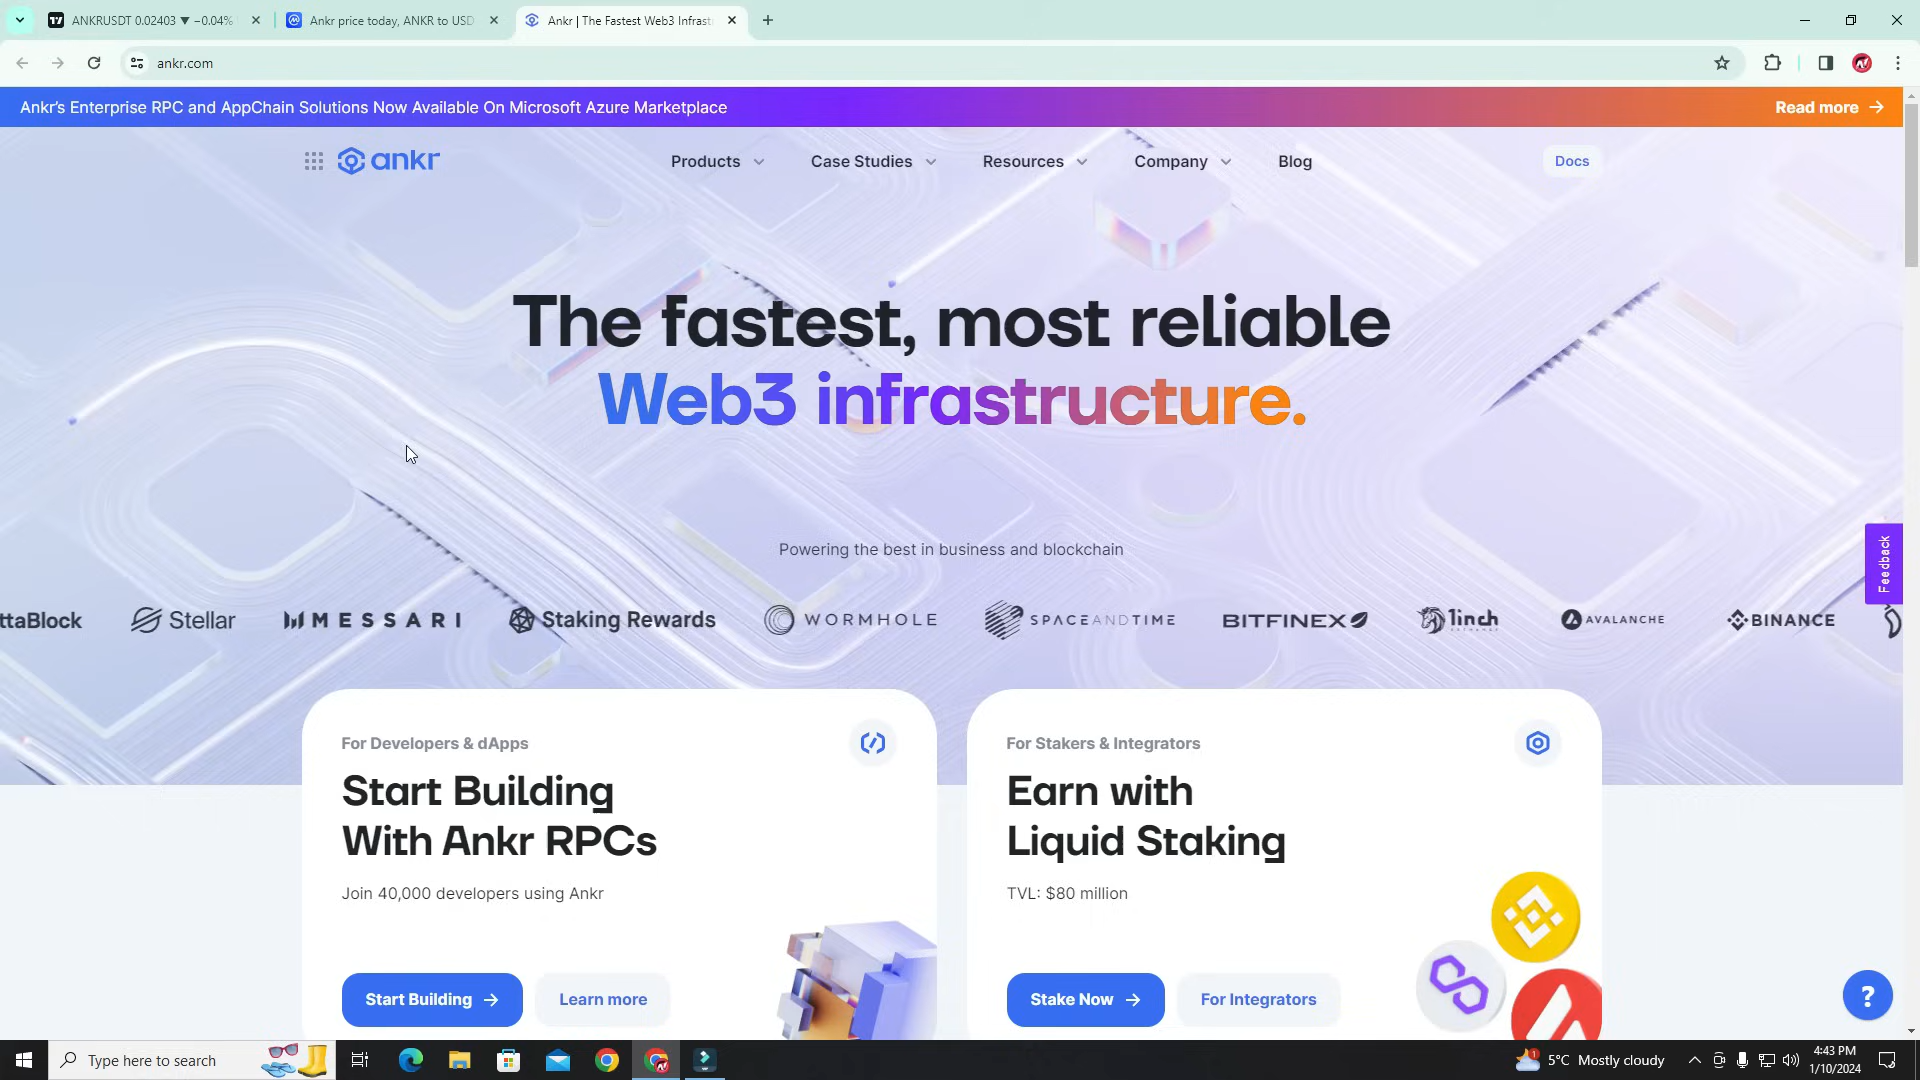 ANKRUSDT 0.02403 ▼ −0.04%
Ankr price today, ANKR to USD
Ankr | The Fastest Web3 Infrast
ankr.com
Ankr's Enterprise RPC and AppChain Solutions Now Available On Microsoft Azure Marketplace
Read more →
ankr
Products
Case Studies
Resources
Company
Blog
Docs
The fastest, most reliable
Web3 infrastructure.
Feedback
Powering the best in business and blockchain
ttaBlock
Stellar
MESSARI
Staking Rewards
WORMHOLE
SPACEANDTIME
BITFINEX
1inch
AVALANCHE
BINANCE
For Developers & dApps
Start Building
With Ankr RPCs
Join 40,000 developers using Ankr
Start Building →
Learn more
For Stakers & Integrators
Earn with
Liquid Staking
TVL: $80 million
Stake Now →
For Integrators
?
Type here to search
5°C Mostly cloudy
4:43 PM
1/10/2024